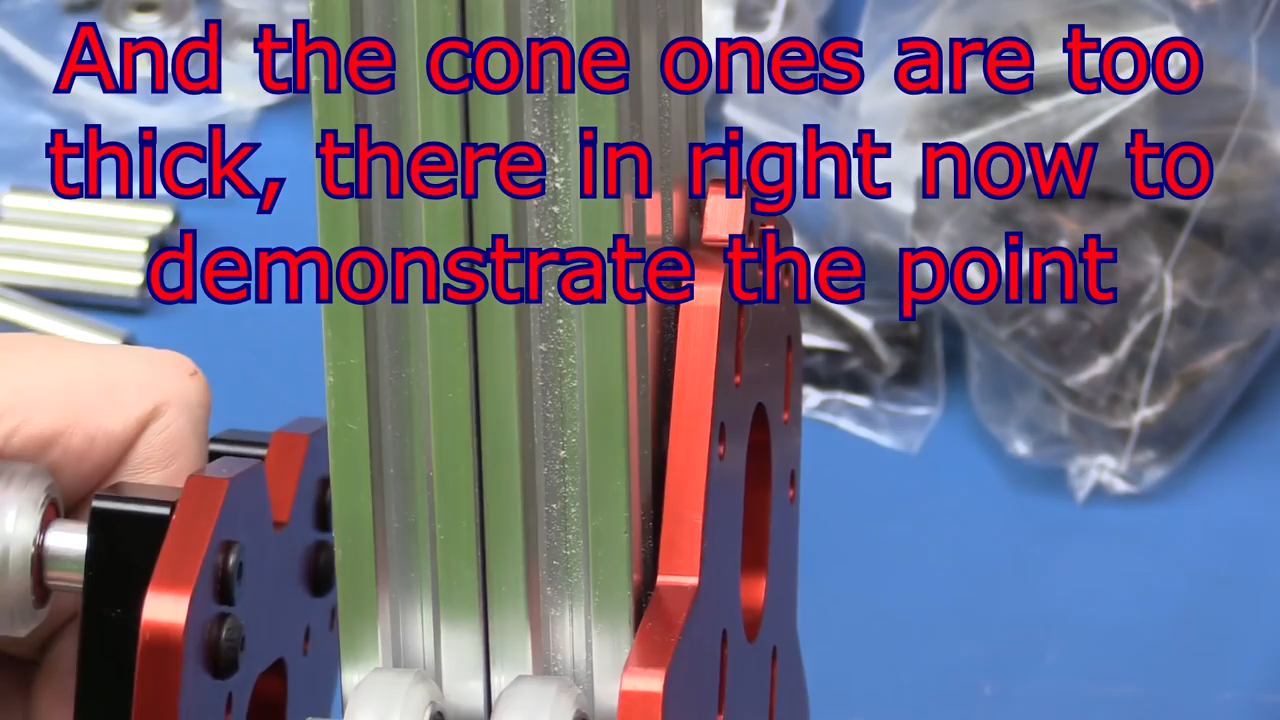 And the cone ones are too
thick, there in right now to
demonstrate the point